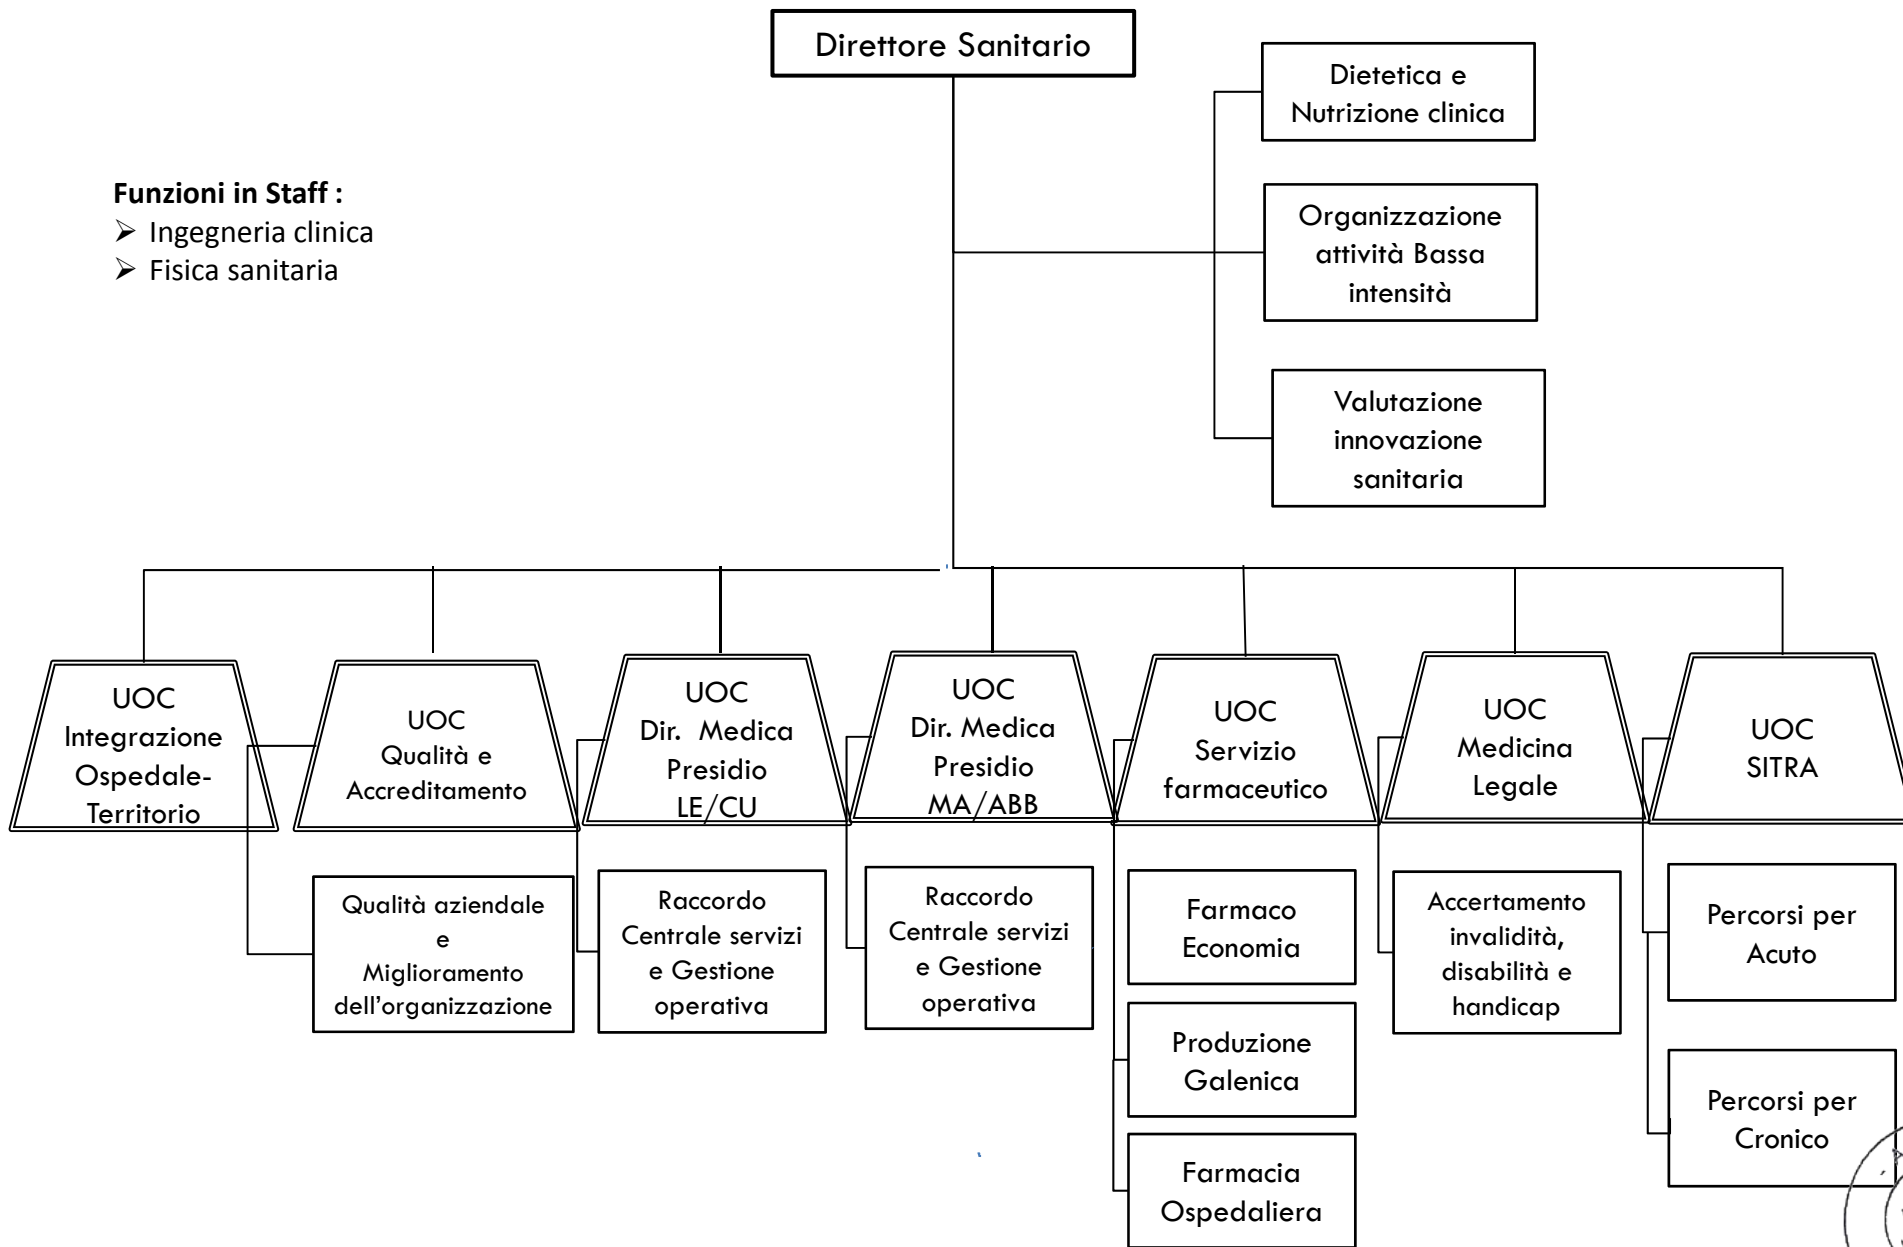 Direttore Sanitario
Dietetica e
Nutrizione clinica
Funzioni in Staff :
➢ Ingegneria clinica
➢ Fisica sanitaria
Organizzazione
attività Bassa
intensità
Valutazione
innovazione
sanitaria
UOC
Integrazione
Ospedale-
Territorio
UOC
Qualità e
Accreditamento
UOC
Dir. Medica
Presidio
LE/CU
UOC
Dir. Medica
Presidio
MA/ABB
UOC
Servizio
farmaceutico
UOC
Medicina
Legale
UOC
SITRA
Qualità aziendale
e
Miglioramento
dell'organizzazione
Raccordo
Centrale servizi
e Gestione
operativa
Raccordo
Centrale servizi
e Gestione
operativa
Farmaco
Economia
Produzione
Galenica
Farmacia
Ospedaliera
Accertamento
invalidità,
disabilità e
handicap
Percorsi per
Acuto
Percorsi per
Cronico